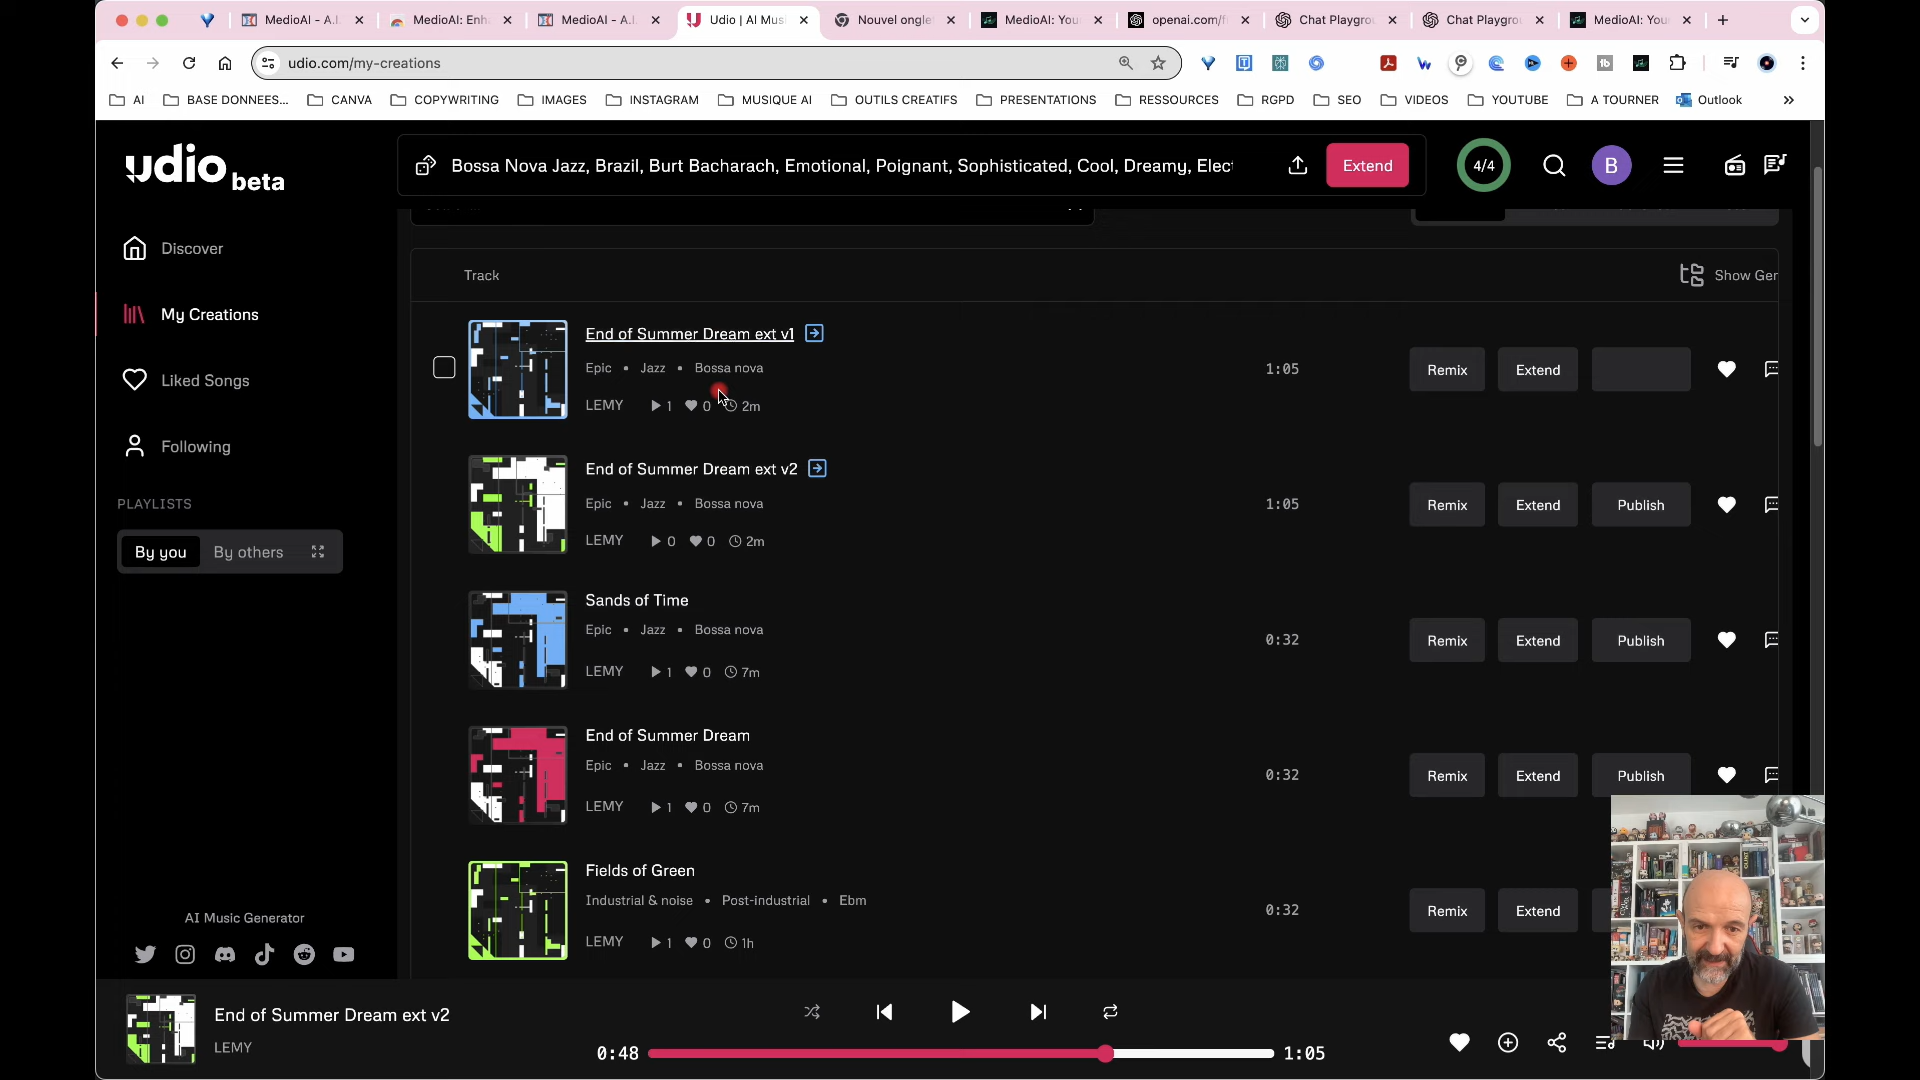 MedioAI - A.I.
MedioAI: Enh
MedioAI - A.I.
Udio | AI Mus
Nouvel ongle
MedioAI: You
openai.com/f
Chat Playgrou
Chat Playgrou
MedioAI: You
udio.com/my-creations
AI
BASE DONNEES...
CANVA
COPYWRITING
IMAGES
INSTAGRAM
MUSIQUE AI
OUTILS CREATIFS
PRESENTATIONS
RESSOURCES
RGPD
SEO
VIDEOS
YOUTUBE
A TOURNER
Outlook
udio beta
Bossa Nova Jazz, Brazil, Burt Bacharach, Emotional, Poignant, Sophisticated, Cool, Dreamy, Elect
Extend
4/4
B
Discover
My Creations
Liked Songs
Following
PLAYLISTS
By you
By others
AI Music Generator
Track
Show Ger
End of Summer Dream ext v1
Epic • Jazz • Bossa nova
LEMY 1 0 2m
1:05
Remix
Extend
End of Summer Dream ext v2
Epic • Jazz • Bossa nova
LEMY 0 0 2m
1:05
Remix
Extend
Publish
Sands of Time
Epic • Jazz • Bossa nova
LEMY 1 0 7m
0:32
Remix
Extend
Publish
End of Summer Dream
Epic • Jazz • Bossa nova
LEMY 1 0 7m
0:32
Remix
Extend
Publish
Fields of Green
Industrial & noise • Post-industrial • Ebm
LEMY 1 0 1h
0:32
Remix
Extend
End of Summer Dream ext v2
LEMY
0:48
1:05